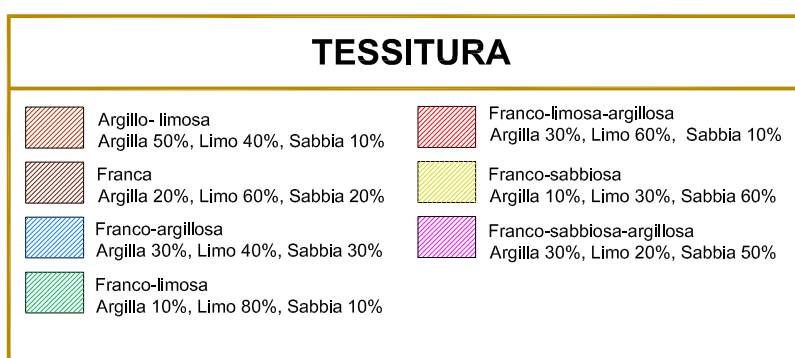 TESSITURA
Argillo- limosa
Argilla 50%, Limo 40%, Sabbia 10%
Franca
Argilla 20%, Limo 60%, Sabbia 20%
Franco-argillosa
Argilla 30%, Limo 40%, Sabbia 30%
Franco-limosa
Argilla 10%, Limo 80%, Sabbia 10%
Franco-limosa-argillosa
Argilla 30%, Limo 60%, Sabbia 10%
Franco-sabbiosa
Argilla 10%, Limo 30%, Sabbia 60%
Franco-sabbiosa-argillosa
Argilla 30%, Limo 20%, Sabbia 50%